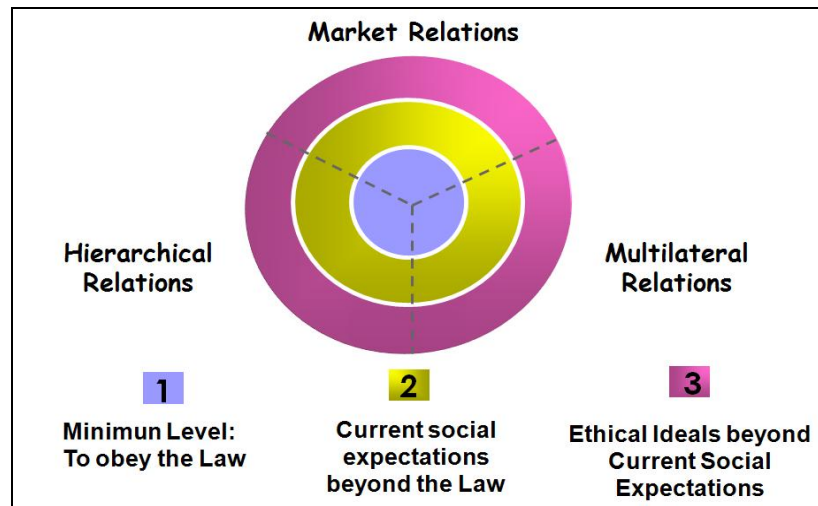 Market Relations
Hierarchical
Relations
Multilateral
Relations
1
Minimun Level:
To obey the Law
2
Current social
expectations
beyond the Law
3
Ethical Ideals beyond
Current Social
Expectations